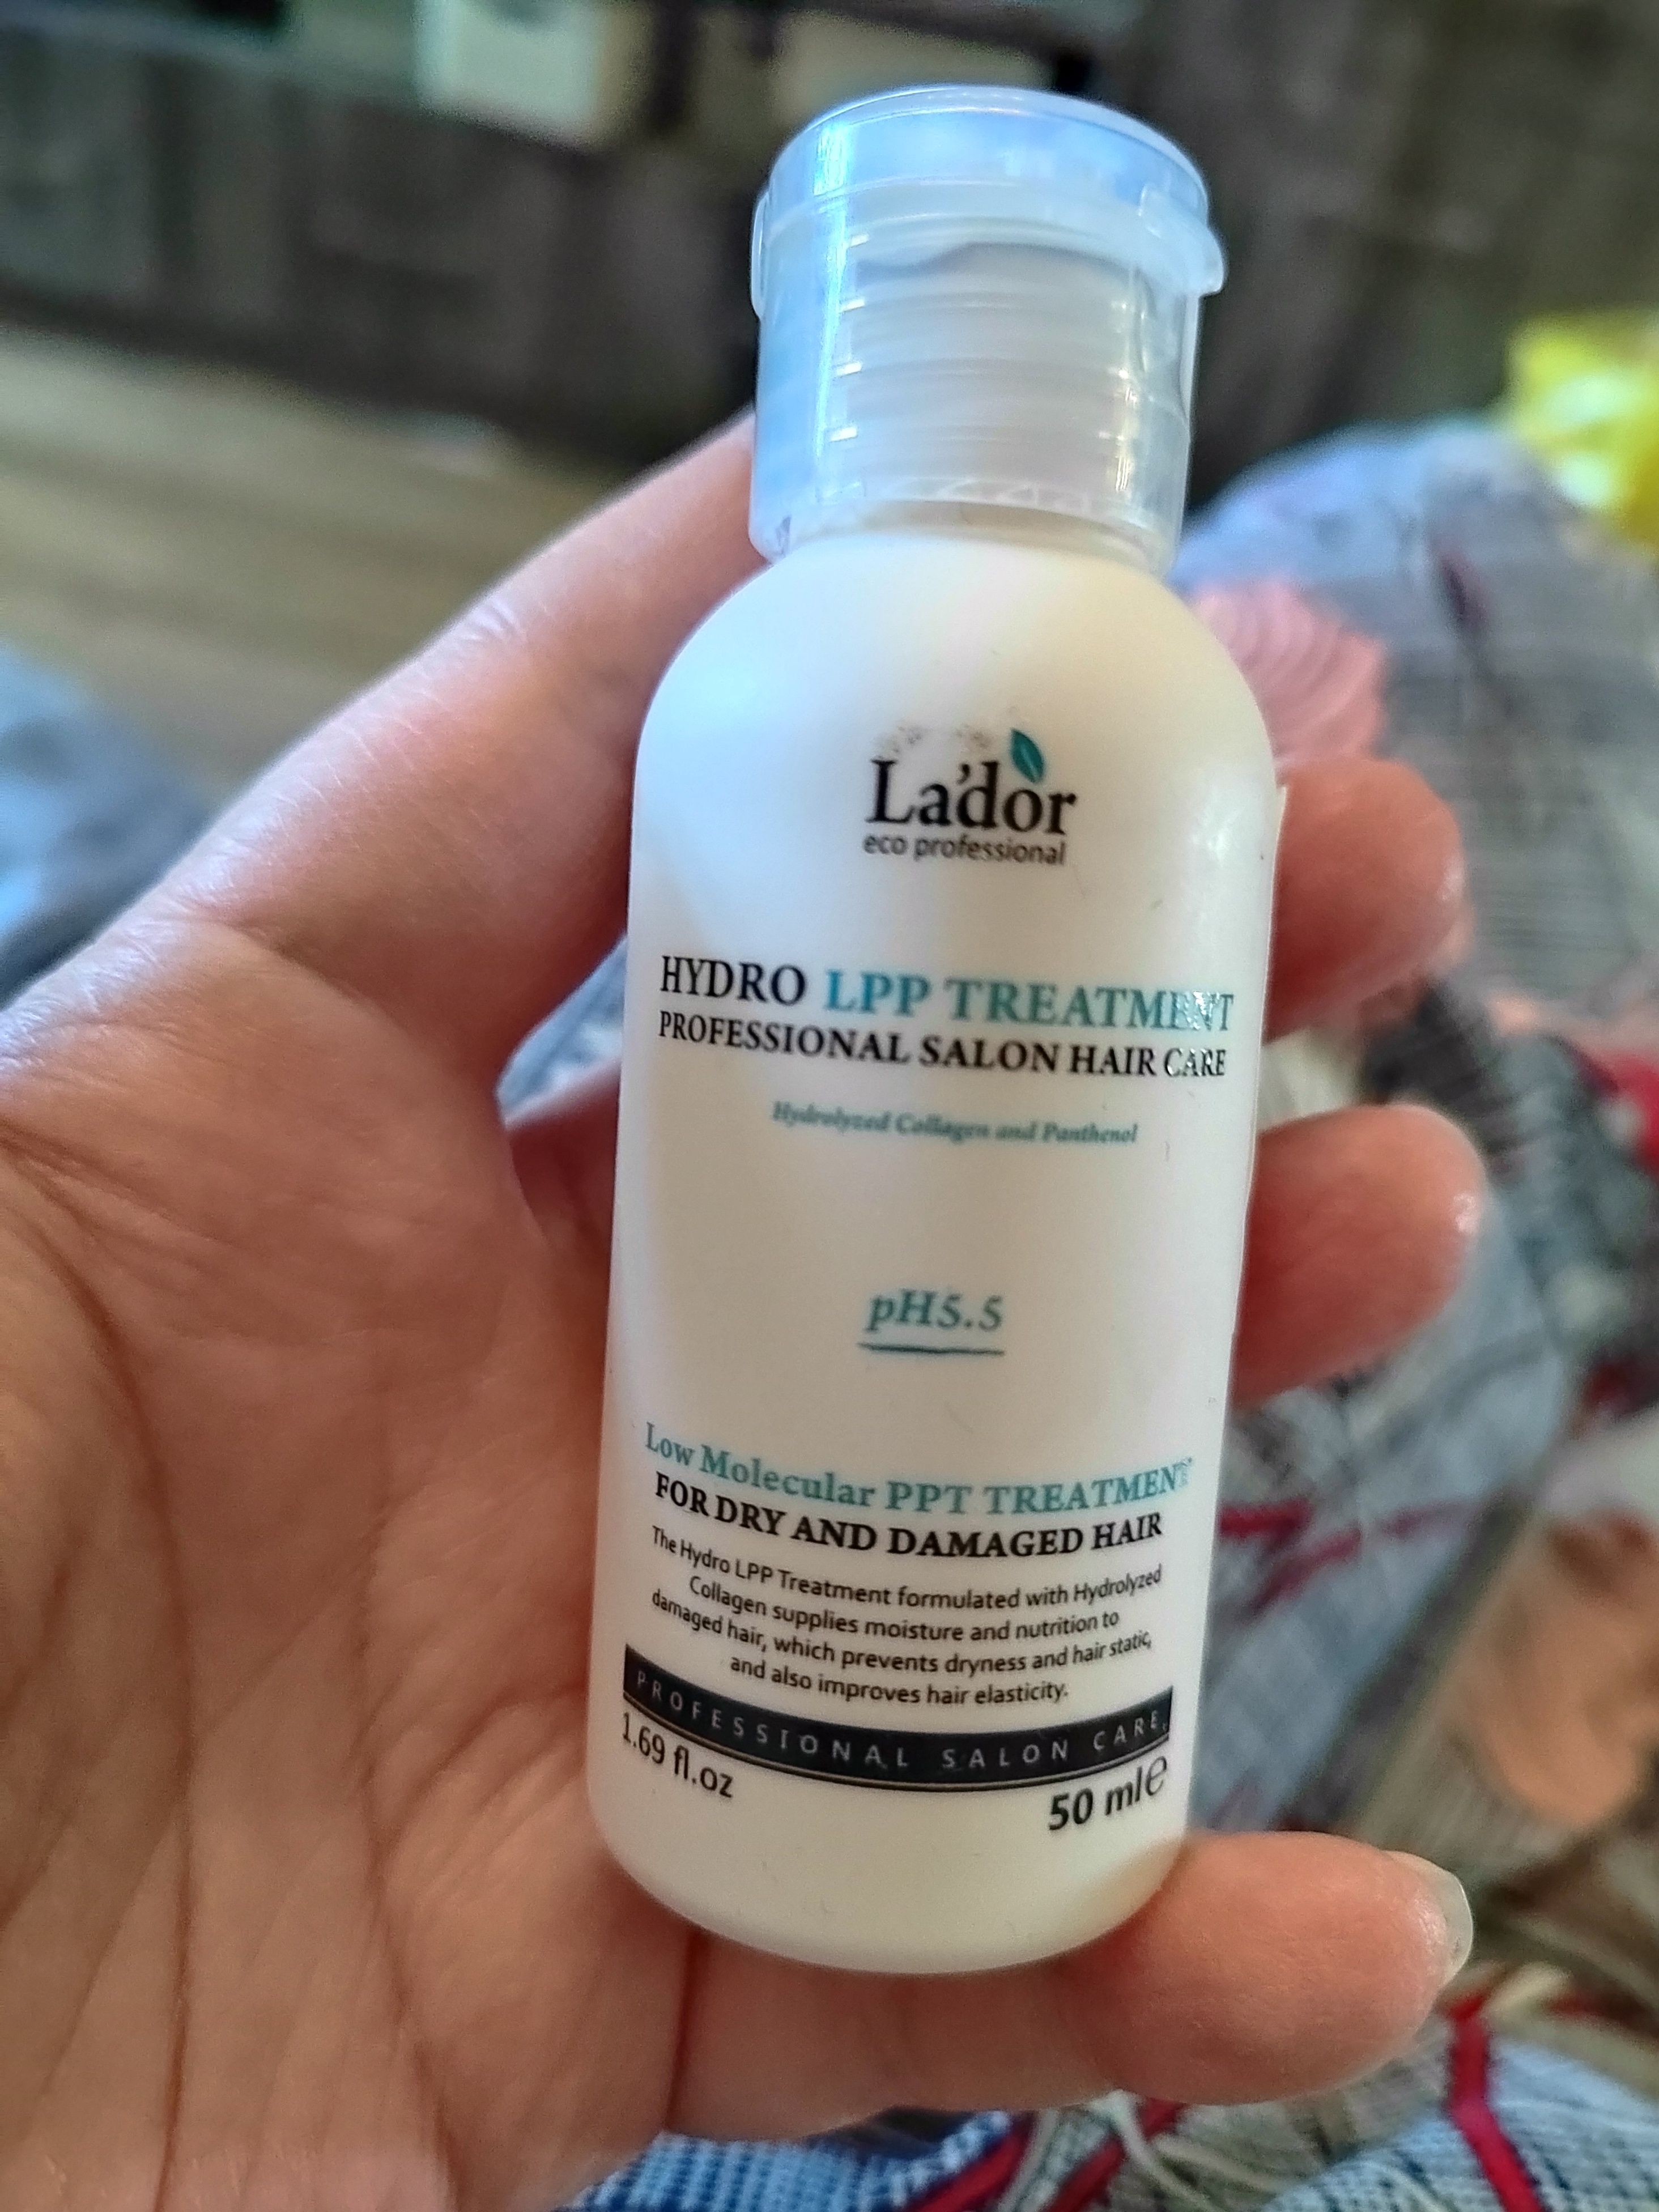 La'dor
eco professional
HYDRO LPP TREATMENT
PROFESSIONAL SALON HAIR CARE
Hydrolyzed Collagen and Panthenol
pH5.5
Low Molecular PPT TREATMENT
FOR DRY AND DAMAGED HAIR
The Hydro LPP Treatment formulated with Hydrolyzed
Collagen supplies moisture and nutrition to
damaged hair, which prevents dryness and hair static,
and also improves hair elasticity.
PROFESSIONAL SALON CARE.
1.69 fl.oz
50 ml℮